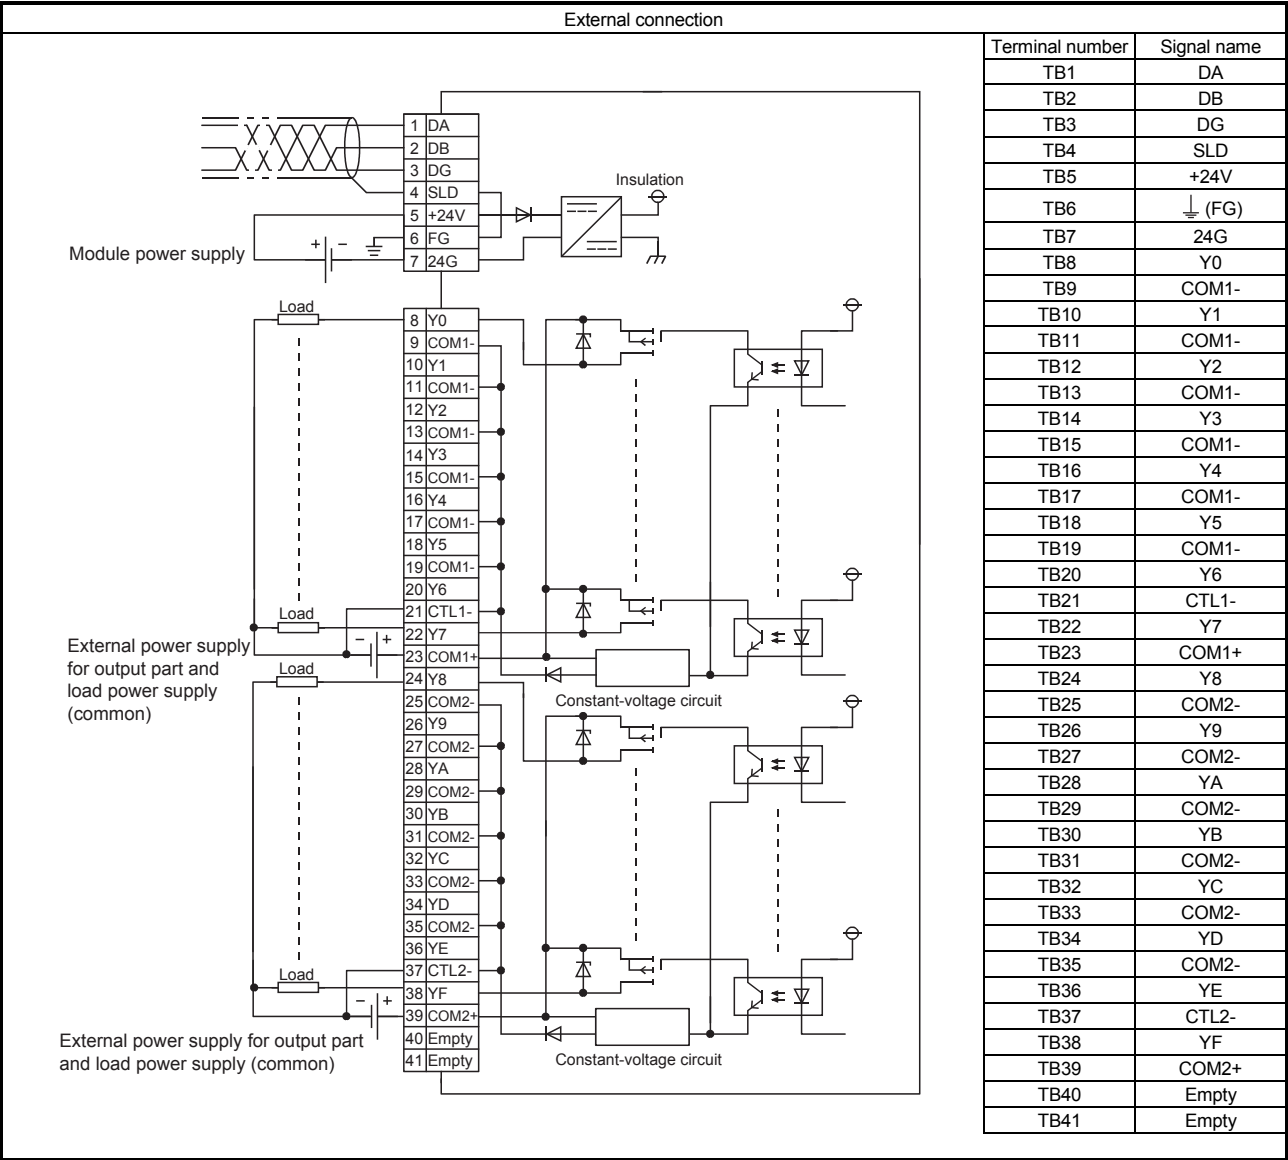 External connection
1 DA
2 DB
3 DG
4 SLD
5 +24V
6 FG
7 24G
Insulation
Module power supply
+ −
Load
8 Y0
9 COM1-
10 Y1
11 COM1-
12 Y2
13 COM1-
14 Y3
15 COM1-
16 Y4
17 COM1-
18 Y5
19 COM1-
20 Y6
21 CTL1-
22 Y7
23 COM1+
Load
− +
External power supply
for output part and
load power supply
(common)
Constant-voltage circuit
Load
24 Y8
25 COM2-
26 Y9
27 COM2-
28 YA
29 COM2-
30 YB
31 COM2-
32 YC
33 COM2-
34 YD
35 COM2-
36 YE
37 CTL2-
38 YF
39 COM2+
40 Empty
41 Empty
Load
− +
External power supply for output part
and load power supply (common)
Constant-voltage circuit
Terminal number Signal name
TB1 DA
TB2 DB
TB3 DG
TB4 SLD
TB5 +24V
TB6 (FG)
TB7 24G
TB8 Y0
TB9 COM1-
TB10 Y1
TB11 COM1-
TB12 Y2
TB13 COM1-
TB14 Y3
TB15 COM1-
TB16 Y4
TB17 COM1-
TB18 Y5
TB19 COM1-
TB20 Y6
TB21 CTL1-
TB22 Y7
TB23 COM1+
TB24 Y8
TB25 COM2-
TB26 Y9
TB27 COM2-
TB28 YA
TB29 COM2-
TB30 YB
TB31 COM2-
TB32 YC
TB33 COM2-
TB34 YD
TB35 COM2-
TB36 YE
TB37 CTL2-
TB38 YF
TB39 COM2+
TB40 Empty
TB41 Empty